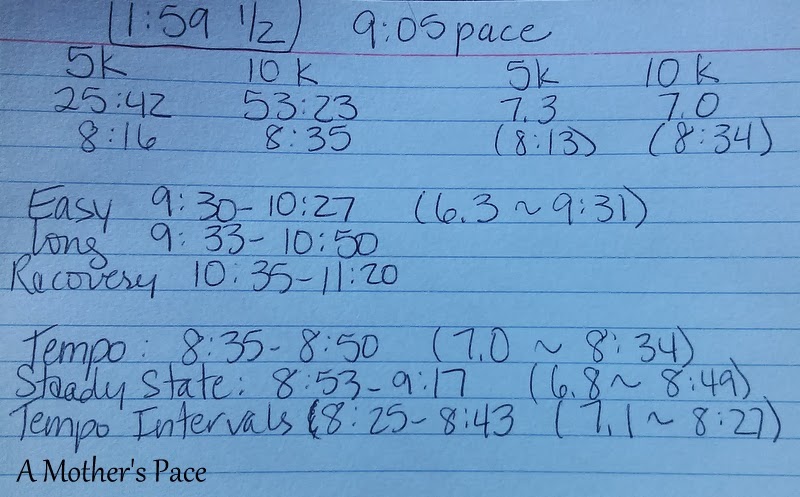 1:59 1/2 9:05 pace
5k 10k 5k 10k
25:42 53:23 7.3 7.0
8:16 8:35 (8:13) (8:34)
Easy 9:30-10:27 (6.3 ~ 9:31)
Long 9:33-10:50
Recovery 10:35-11:20
Tempo: 8:35-8:50 (7.0 ~ 8:34)
Steady State: 8:53-9:17 (6.8 ~ 8:49)
Tempo Intervals (8:25-8:43 (7.1 ~ 8:27)
A Mother's Pace